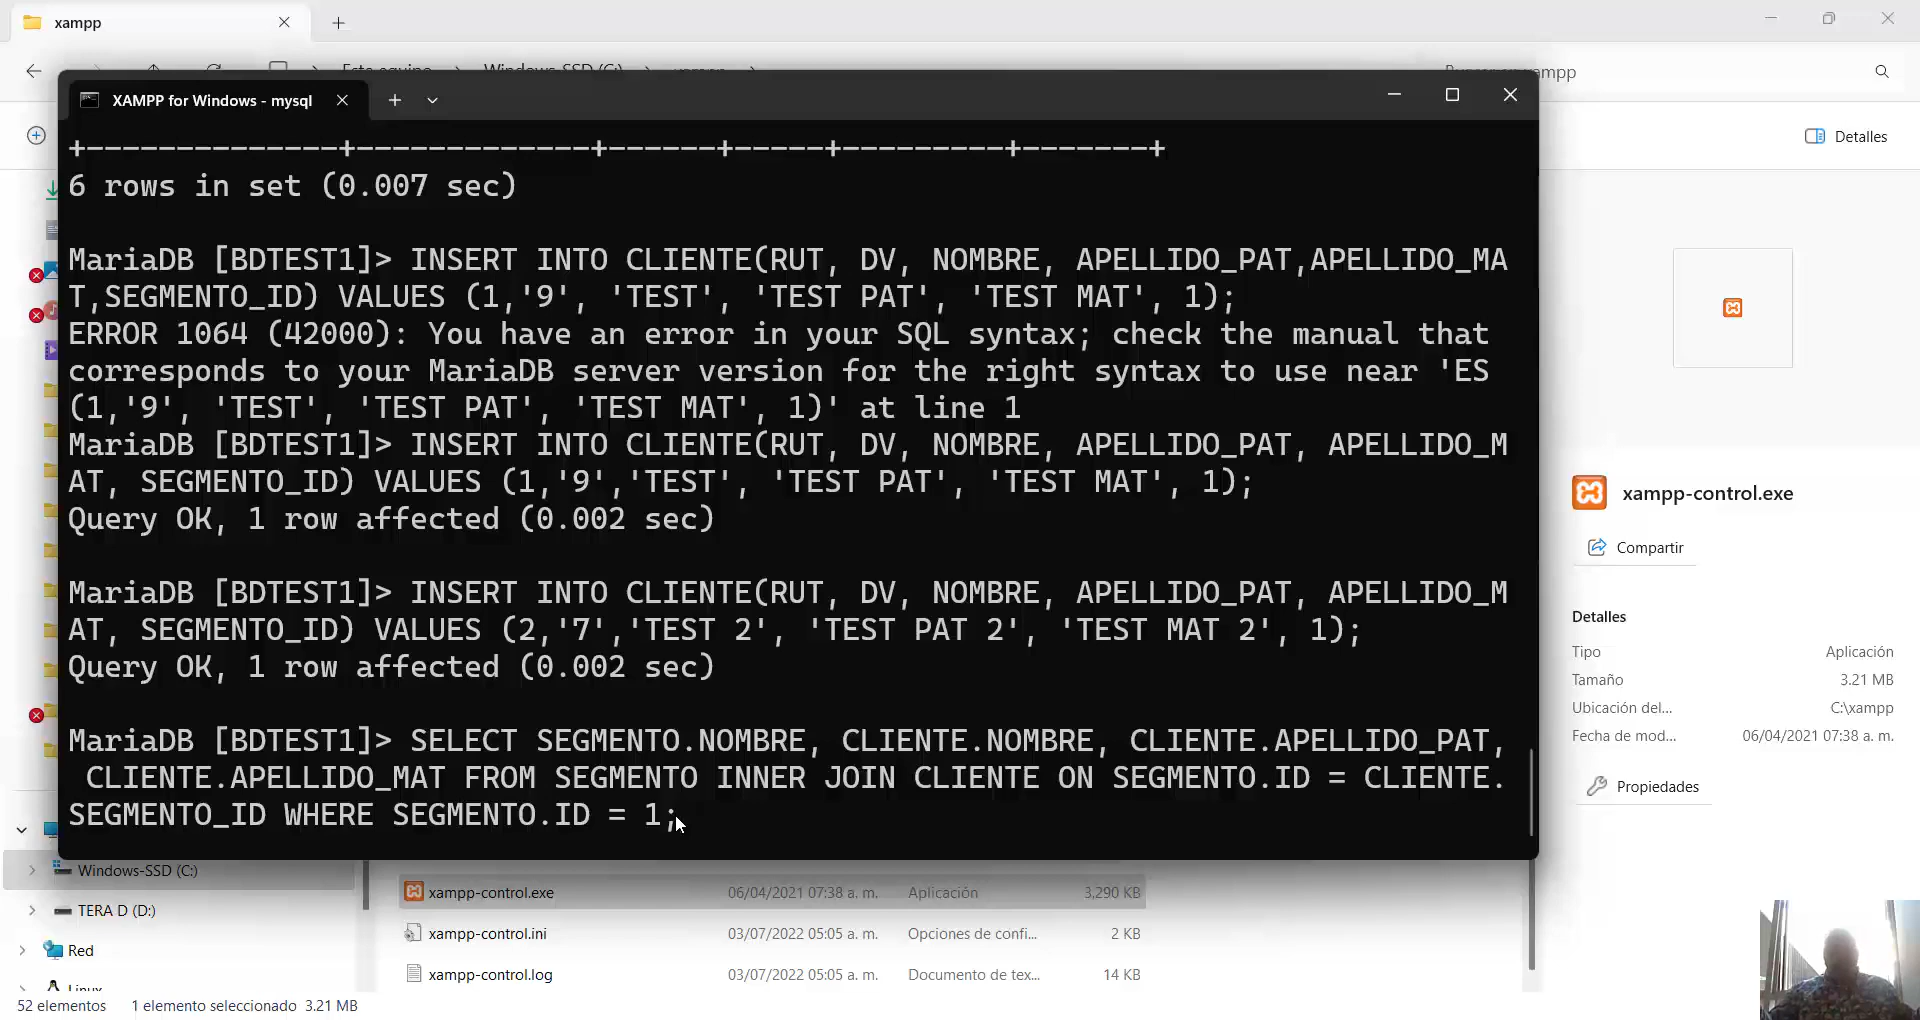 xampp
XAMPP for Windows - mysql
Detalles
+--------------+-------------+------+-----+---------+-------+
6 rows in set (0.007 sec)
MariaDB [BDTEST1]> INSERT INTO CLIENTE(RUT, DV, NOMBRE, APELLIDO_PAT,APELLIDO_MA
T,SEGMENTO_ID) VALUES (1,'9', 'TEST', 'TEST PAT', 'TEST MAT', 1);
ERROR 1064 (42000): You have an error in your SQL syntax; check the manual that
corresponds to your MariaDB server version for the right syntax to use near 'ES
(1,'9', 'TEST', 'TEST PAT', 'TEST MAT', 1)' at line 1
MariaDB [BDTEST1]> INSERT INTO CLIENTE(RUT, DV, NOMBRE, APELLIDO_PAT, APELLIDO_M
AT, SEGMENTO_ID) VALUES (1,'9','TEST', 'TEST PAT', 'TEST MAT', 1);
Query OK, 1 row affected (0.002 sec)
MariaDB [BDTEST1]> INSERT INTO CLIENTE(RUT, DV, NOMBRE, APELLIDO_PAT, APELLIDO_M
AT, SEGMENTO_ID) VALUES (2,'7','TEST 2', 'TEST PAT 2', 'TEST MAT 2', 1);
Query OK, 1 row affected (0.002 sec)
MariaDB [BDTEST1]> SELECT SEGMENTO.NOMBRE, CLIENTE.NOMBRE, CLIENTE.APELLIDO_PAT,
CLIENTE.APELLIDO_MAT FROM SEGMENTO INNER JOIN CLIENTE ON SEGMENTO.ID = CLIENTE.
SEGMENTO_ID WHERE SEGMENTO.ID = 1;
xampp-control.exe
Compartir
Detalles
Tipo Aplicación
Tamaño 3.21 MB
Ubicación del... C:\xampp
Fecha de mod... 06/04/2021 07:38 a. m.
Propiedades
Windows-SSD (C:)
TERA D (D:)
Red
Linux
xampp-control.exe 06/04/2021 07:38 a. m. Aplicación 3,290 KB
xampp-control.ini 03/07/2022 05:05 a. m. Opciones de confi... 2 KB
xampp-control.log 03/07/2022 05:05 a. m. Documento de tex... 14 KB
52 elementos 1 elemento seleccionado 3.21 MB